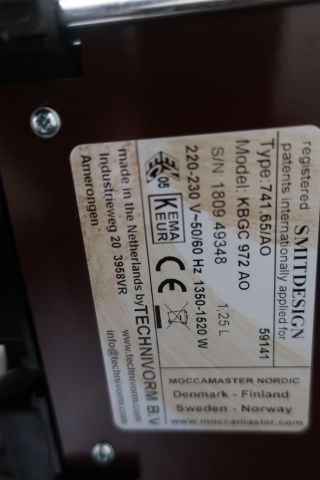 registered SMITDESIGN
patents internationally applied for
Type:741.65/AO 59141
Model: KBGC 972 AO
S/N 1809 49348 1,25 L
220-230 V~50/60 Hz 1350-1520 W
05
KEMA
KEUR
CE
made in the Netherlands by TECHNIVORM B.V.
Industrieweg 20 3958VR www.technivorm.com
Amerongen info@technivorm.com
MOCCAMASTER NORDIC
Denmark - Finland
Sweden - Norway
www.moccamaster.com